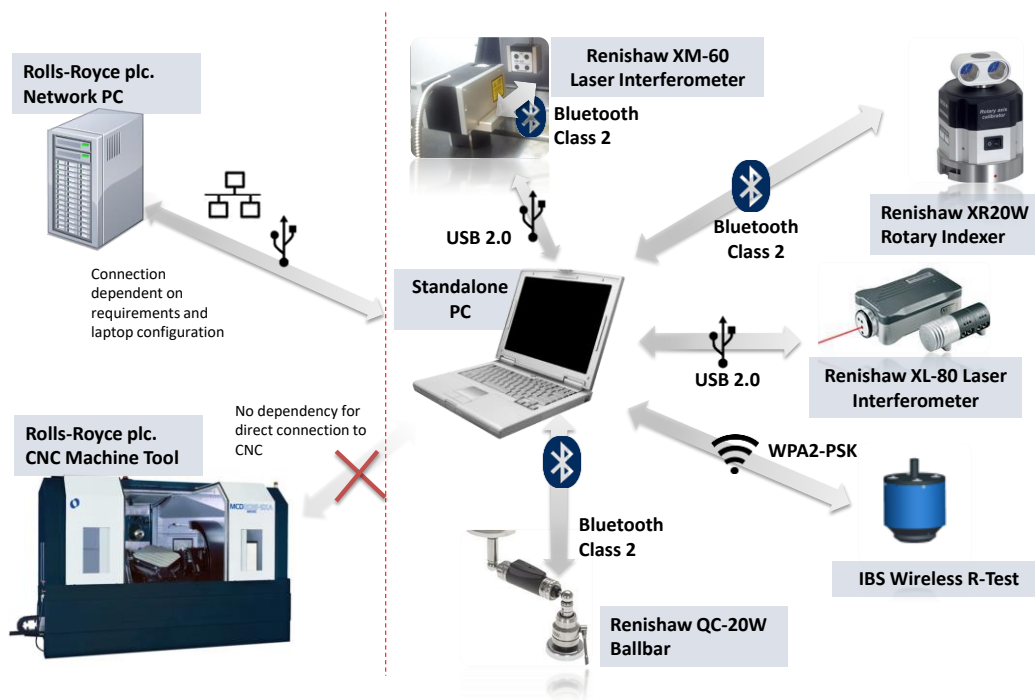 Rolls-Royce plc.
Network PC
Connection
dependent on
requirements and
laptop configuration
Rolls-Royce plc.
CNC Machine Tool
No dependency for
direct connection to
CNC
Renishaw XM-60
Laser Interferometer
Bluetooth
Class 2
USB 2.0
Standalone
PC
Bluetooth
Class 2
Rotary axis
calibrator
Renishaw XR20W
Rotary Indexer
USB 2.0
Renishaw XL-80 Laser
Interferometer
WPA2-PSK
IBS Wireless R-Test
Bluetooth
Class 2
Renishaw QC-20W
Ballbar